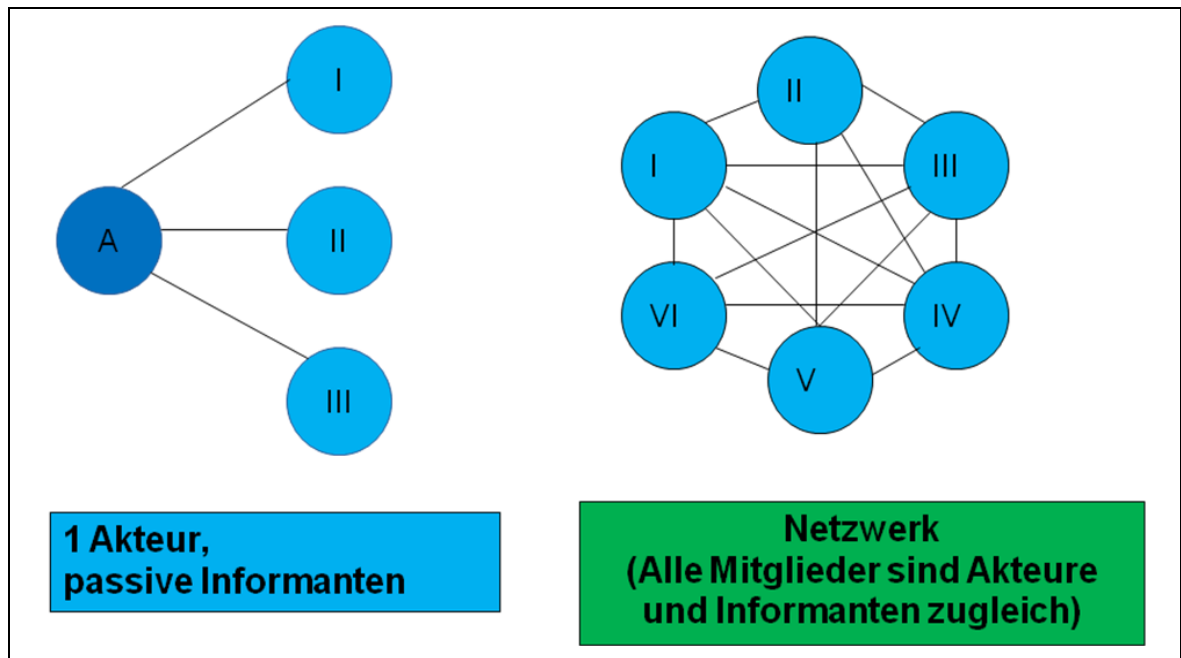 I
A
II
III
II
I
III
VI
IV
V
1 Akteur,
passive Informanten
Netzwerk
(Alle Mitglieder sind Akteure
und Informanten zugleich)